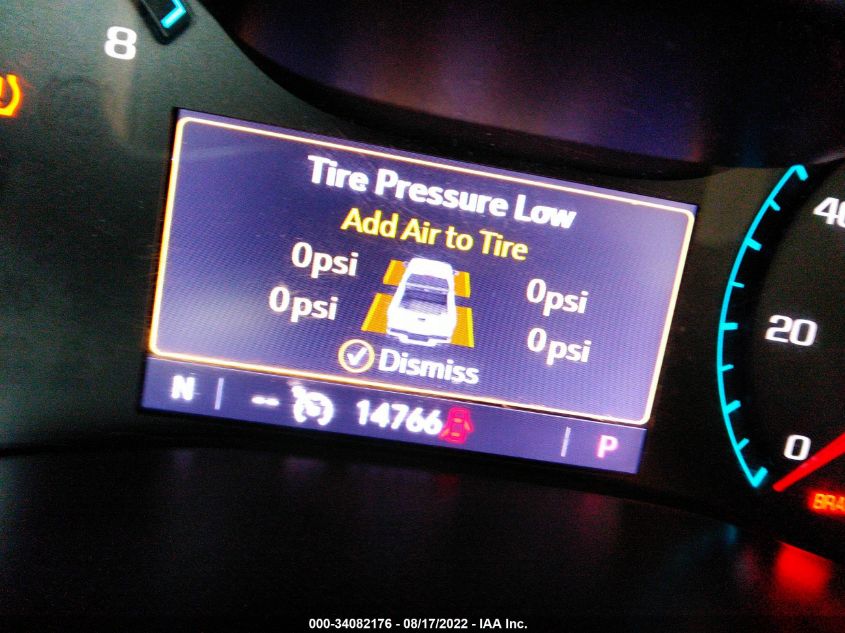 8
Tire Pressure Low
Add Air to Tire
0psi 0psi
0psi 0psi
Dismiss
N -- 14766 P
40
20
0
BRA
000-34082176 - 08/17/2022 - IAA Inc.